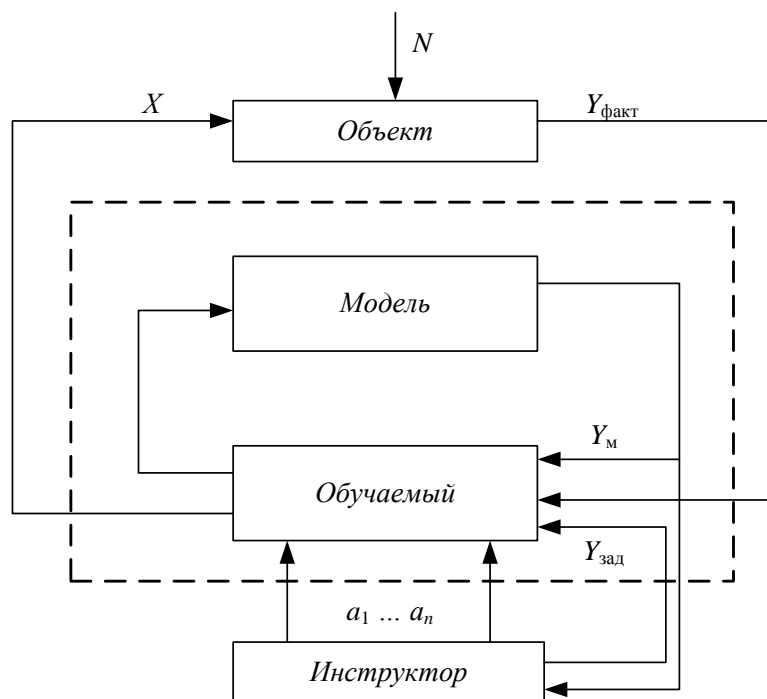 N
X
Yфакт
Объект
Модель
Yм
Обучаемый
Yзад
a1 ... an
Инструктор